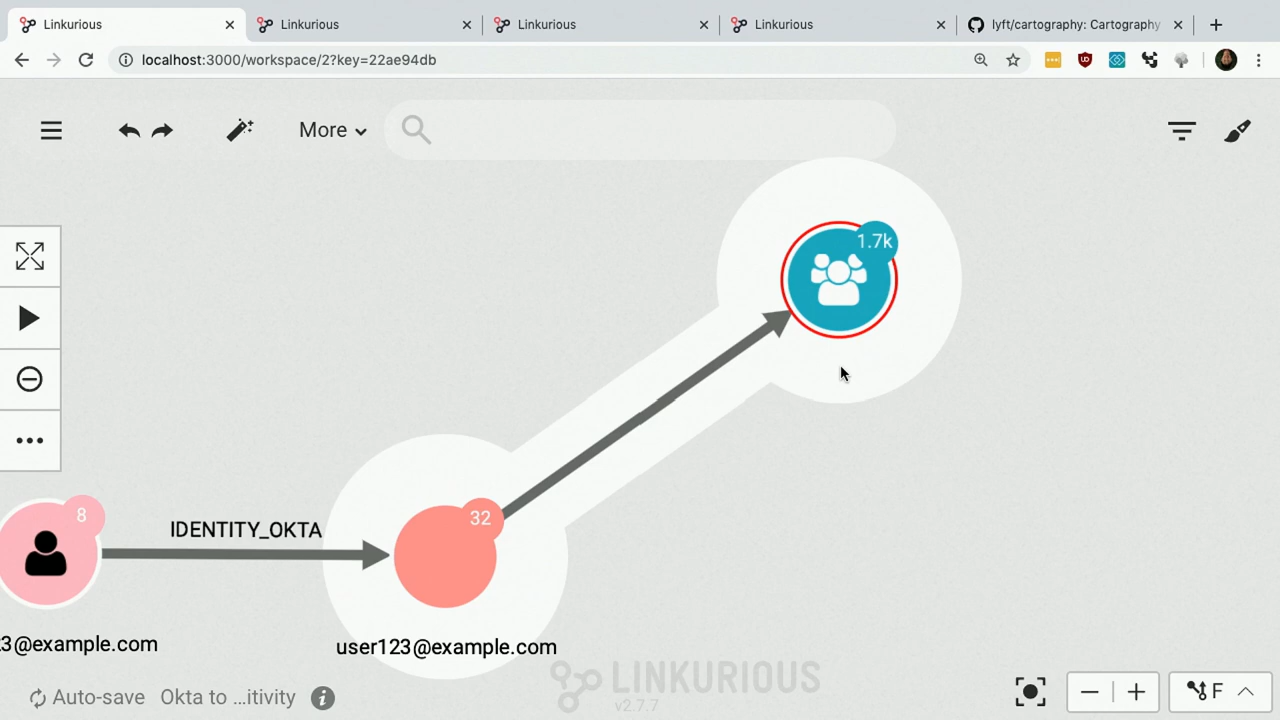 Linkurious
Linkurious
Linkurious
Linkurious
lyft/cartography: Cartography
localhost:3000/workspace/2?key=22ae94db
More
1.7k
32
8
IDENTITY_OKTA
3@example.com
user123@example.com
LINKURIOUS
v2.7.7
Auto-save Okta to ...itivity
F